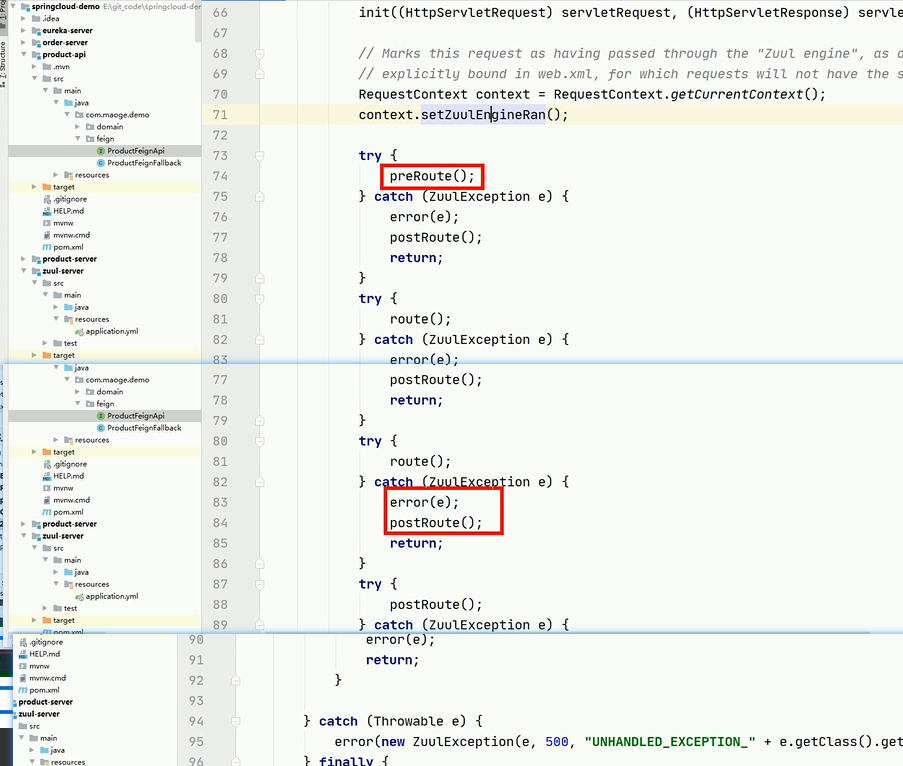 springcloud-demo E:\git_code\springcloud-der
.idea
eureka-server
order-server
product-api
.mvn
src
main
java
com.maoge.demo
domain
feign
ProductFeignApi
ProductFeignFallback
resources
target
.gitignore
HELP.md
mvnw
mvnw.cmd
pom.xml
product-server
zuul-server
src
main
java
resources
application.yml
test
target
1: Pro
Z: Structure
66 init((HttpServletRequest) servletRequest, (HttpServletResponse) servle
67
68 // Marks this request as having passed through the "Zuul engine", as o
69 // explicitly bound in web.xml, for which requests will not have the s
70 RequestContext context = RequestContext.getCurrentContext();
71 context.setZuulEngineRan();
72
73 try {
74 preRoute();
75 } catch (ZuulException e) {
76 error(e);
77 postRoute();
78 return;
79 }
80 try {
81 route();
82 } catch (ZuulException e) {
83 error(e);
java
com.maoge.demo
domain
feign
ProductFeignApi
ProductFeignFallback
resources
target
.gitignore
HELP.md
mvnw
mvnw.cmd
pom.xml
product-server
zuul-server
src
main
java
resources
application.yml
test
target
pom.xml
77 postRoute();
78 return;
79 }
80 try {
81 route();
82 } catch (ZuulException e) {
83 error(e);
84 postRoute();
85 return;
86 }
87 try {
88 postRoute();
89 } catch (ZuulException e) {
.gitignore
HELP.md
mvnw
mvnw.cmd
pom.xml
product-server
zuul-server
src
main
java
resources
90 error(e);
91 return;
92 }
93
94 } catch (Throwable e) {
95 error(new ZuulException(e, 500, "UNHANDLED_EXCEPTION_" + e.getClass().get
96 } finally {